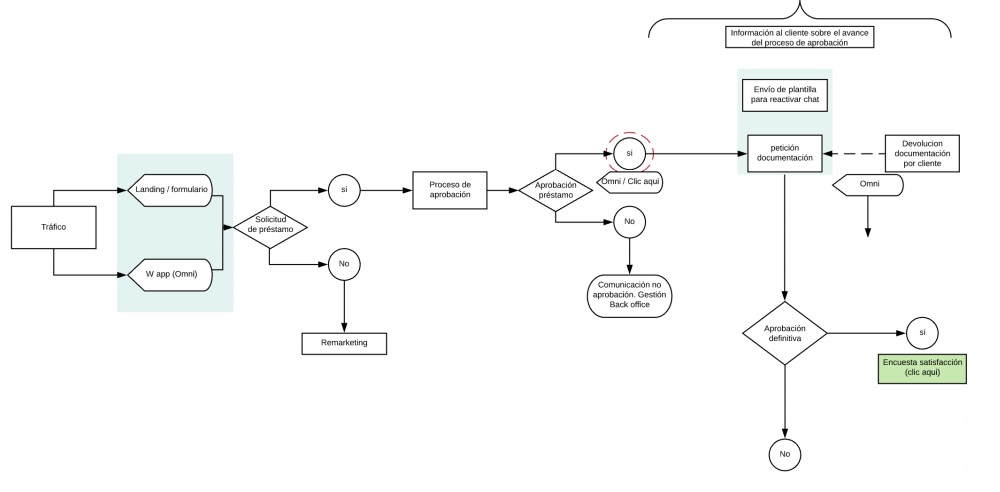 Información al cliente sobre el avance
del proceso de aprobación
Envío de plantilla
para reactivar chat
si
petición
documentación
Devolucion
documentación
por cliente
Omni / Clic aqui
Omni
Landing / formulario
si
Proceso de
aprobación
Aprobación
préstamo
Tráfico
Solicitud
de préstamo
No
W app (Omni)
No
Comunicación no
aprobación. Gestión
Back office
Remarketing
Aprobación
definitiva
si
Encuesta satisfacción
(clic aquí)
No